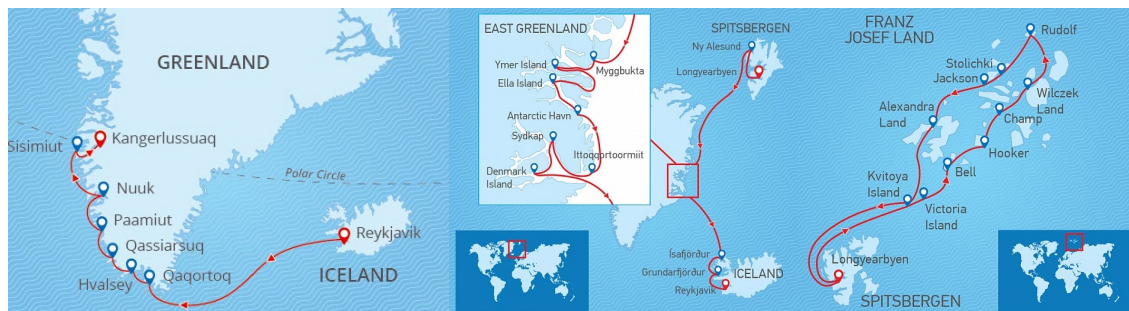 GREENLAND
Kangerlussuaq
Sisimiut
Polar Circle
Nuuk
Paamiut
Qassiarsuq
Hvalsey
Qaqortoq
Reykjavik
ICELAND
EAST GREENLAND
Ymer Island
Myggbukta
Ella Island
Antarctic Havn
Sydkap
Ittoqqortoormiit
Denmark
Island
SPITSBERGEN
Ny Alesund
Longyearbyen
Ísafjörður
Grundarfjörður
ICELAND
Reykjavik
FRANZ
JOSEF LAND
Rudolf
Stolichki
Jackson
Wilczek
Land
Alexandra
Land
Champ
Hooker
Bell
Kvitoya
Island
Victoria
Island
Longyearbyen
SPITSBERGEN